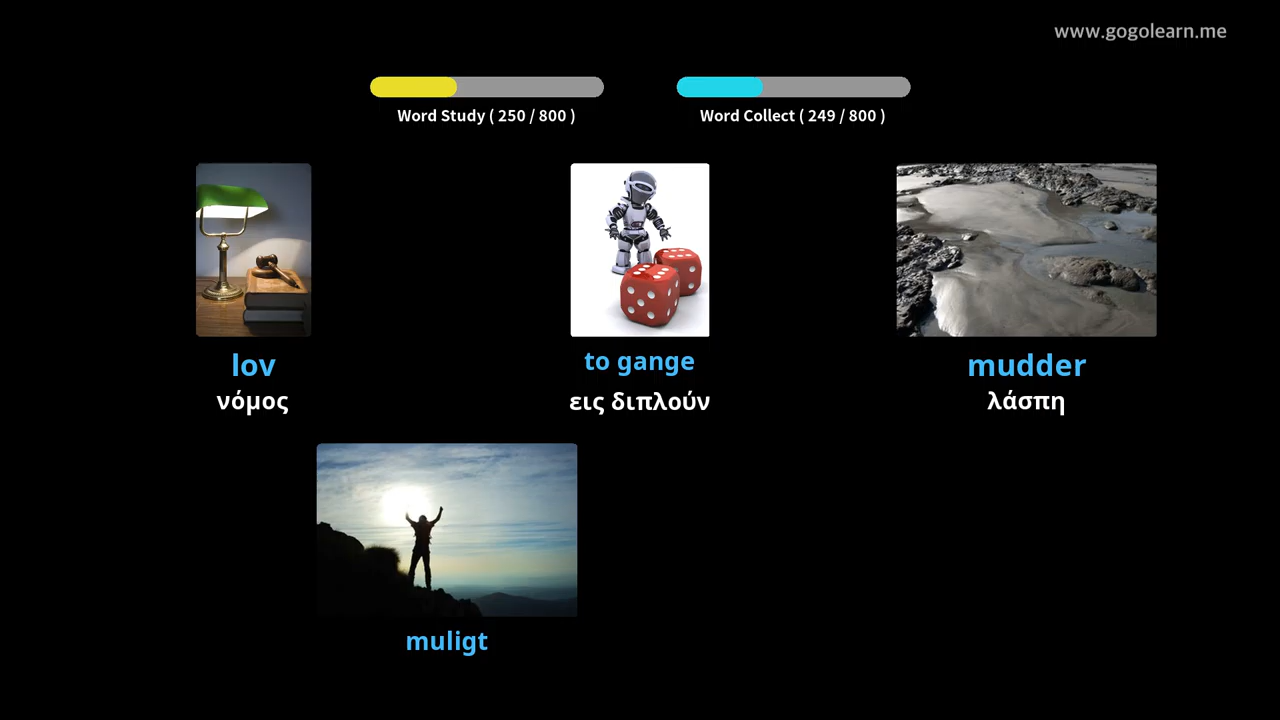 www.gogolearn.me
Word Study ( 250 / 800 )
Word Collect ( 249 / 800 )
lov
νόμος
to gange
εις διπλούν
mudder
λάσπη
muligt